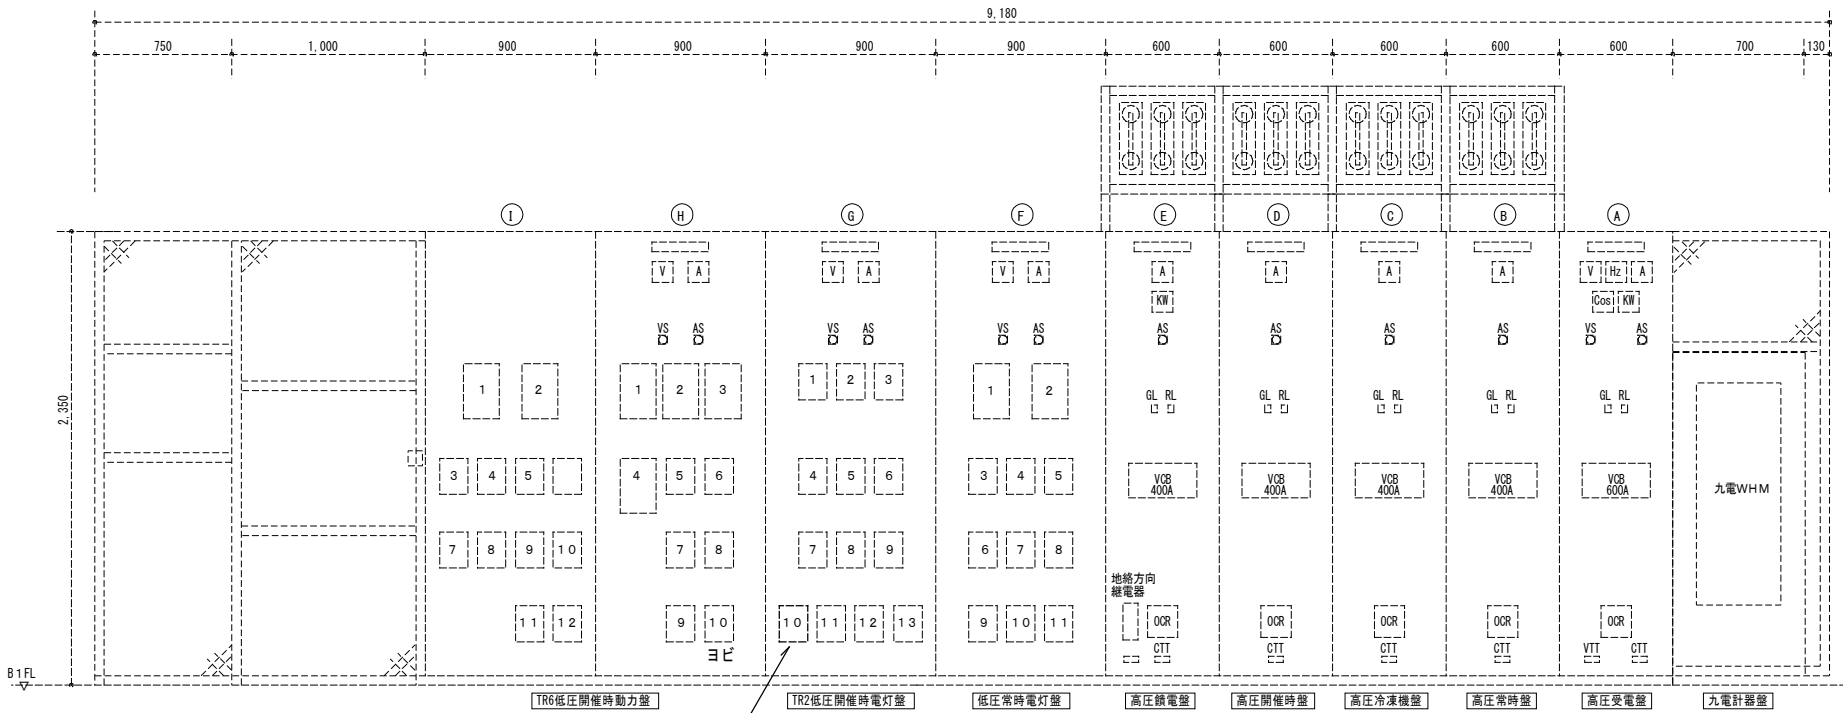 9,180
750 1,000 900 900 900 900 600 600 600 600 600 700 130
I H G F E D C B A
V A V A V A A A A A V Hz A
KW Cos KW
VS AS VS AS VS AS AS AS AS AS VS AS
1 2 1 2 3 1 2 3 1 2
GL RL GL RL GL RL GL RL GL RL
2,350
3 4 5 4 5 6 4 5 6 3 4 5
VCB 400A
VCB 400A
VCB 400A
VCB 400A
VCB 600A
九電WHM
7 8 9 10 7 8 7 8 9 6 7 8
地絡方向
継電器
11 12 9 10 10 11 12 13 9 10 11
OCR OCR OCR OCR OCR
ヨビ
CTT CTT CTT CTT VTT CTT
B1FL
TR6低圧開催時動力盤 TR2低圧開催時電灯盤 低圧常時電灯盤 高圧饋電盤 高圧開催時盤 高圧冷凍機盤 高圧常時盤 高圧受電盤 九電計器盤